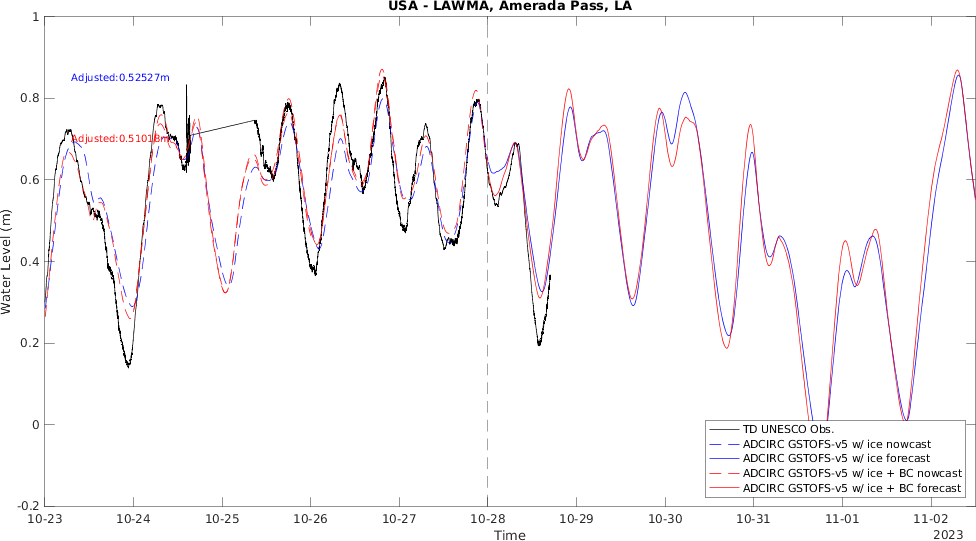 USA - LAWMA, Amerada Pass, LA
1
Adjusted:0.52527m
0.8
Adjusted:0.51018m
0.6
Water Level (m)
0.4
0.2
0
TD UNESCO Obs.
ADCIRC GSTOFS-v5 w/ ice nowcast
ADCIRC GSTOFS-v5 w/ ice forecast
ADCIRC GSTOFS-v5 w/ ice + BC nowcast
ADCIRC GSTOFS-v5 w/ ice + BC forecast
-0.2
10-23 10-24 10-25 10-26 10-27 10-28 10-29 10-30 10-31 11-01 11-02
Time
2023